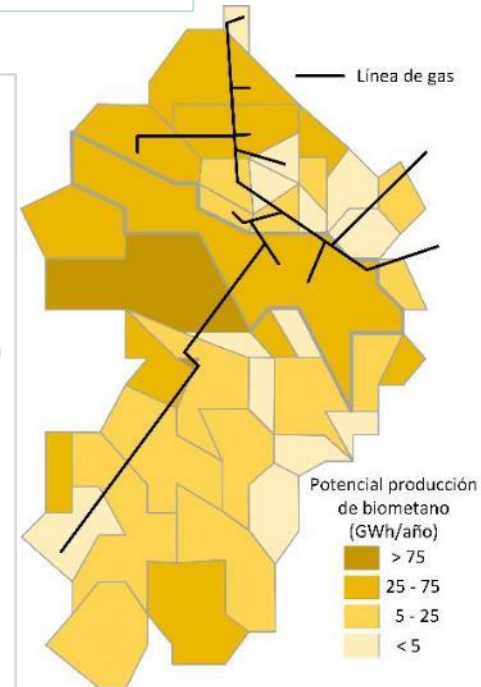 Línea de gas
Potencial producción
de biometano
(GWh/año)
> 75
25 - 75
5 - 25
< 5